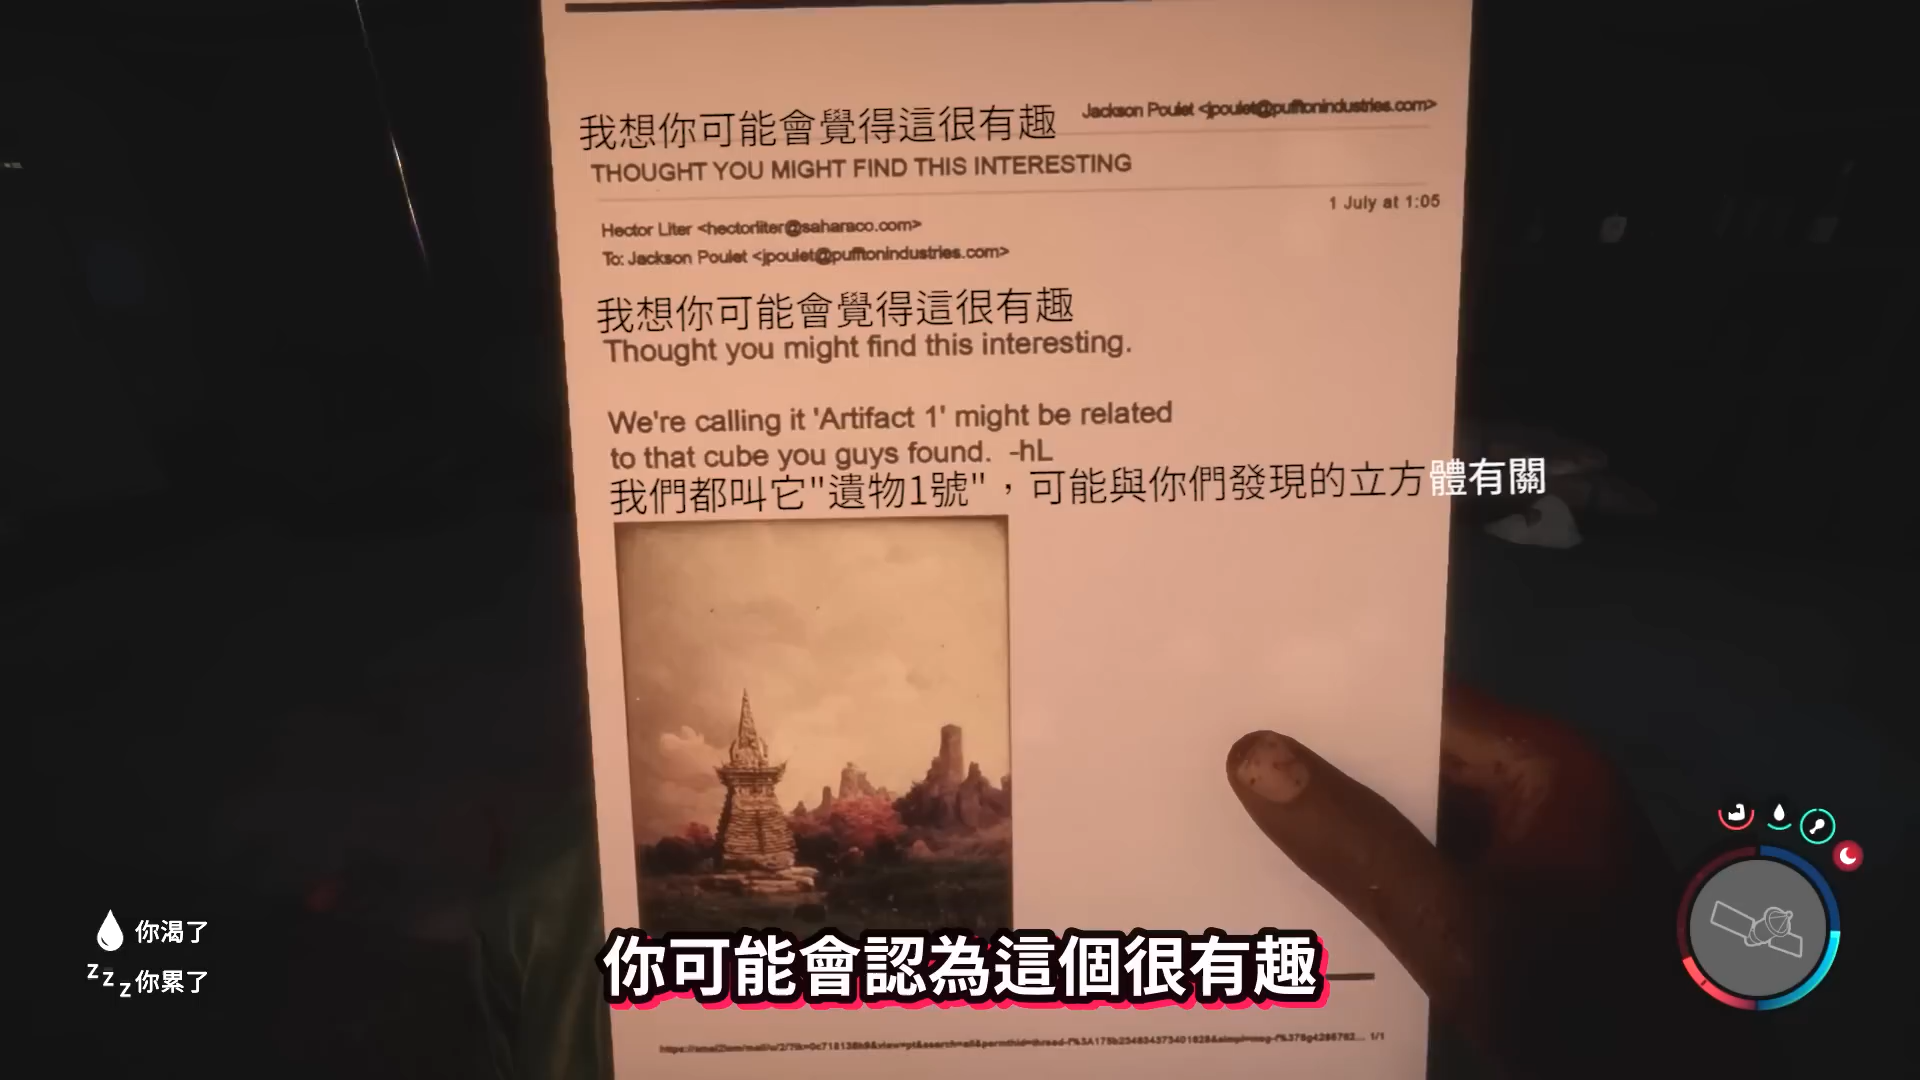 Jackson Poulet <jpoulet@pufftonindustries.com>
我想你可能會覺得這很有趣
THOUGHT YOU MIGHT FIND THIS INTERESTING
1 July at 1:05
Hector Liter <hectorliter@saharaco.com>
To: Jackson Poulet <jpoulet@pufftonindustries.com>
我想你可能會覺得這很有趣
Thought you might find this interesting.
We're calling it 'Artifact 1' might be related
to that cube you guys found. -hL
我們都叫它"遺物1號"，可能與你們發現的立方體有關
你渴了
zzz你累了
你可能會認為這個很有趣
1/1